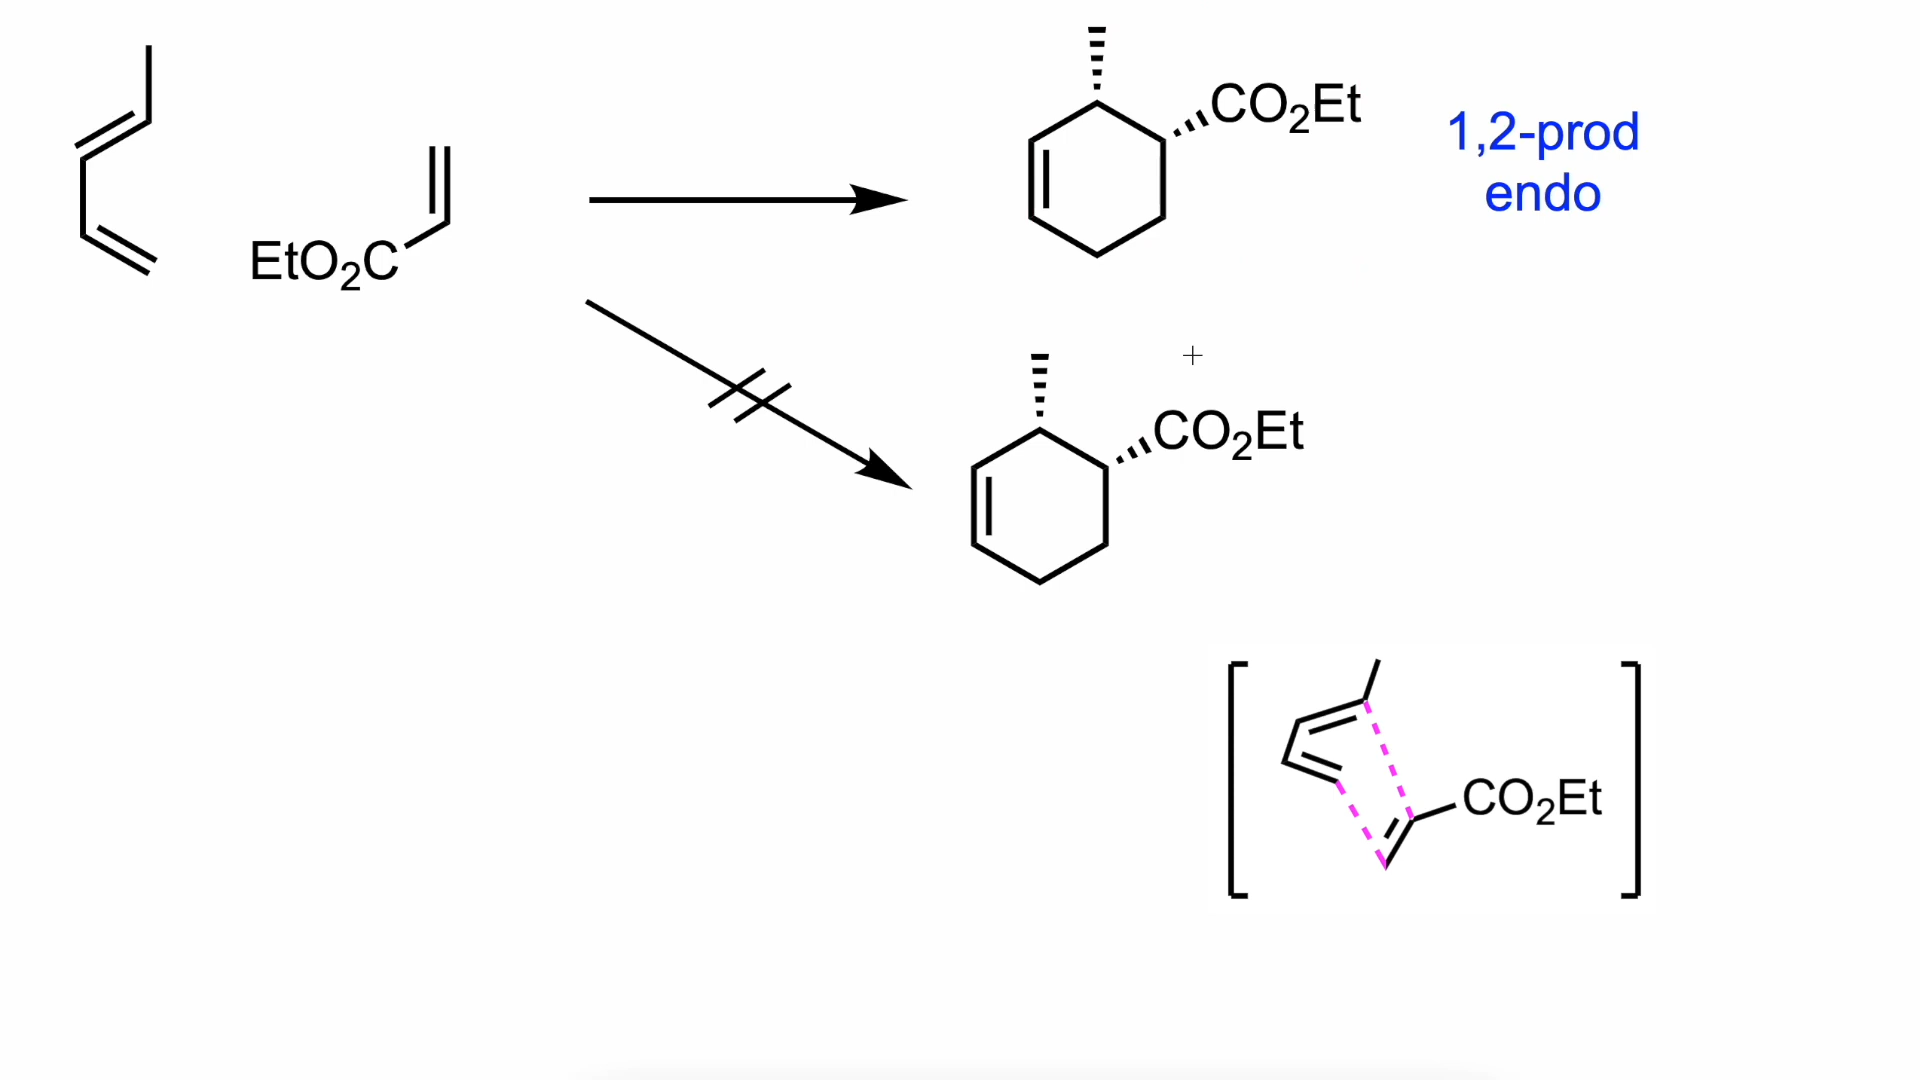 CO₂Et
1,2-prod
endo
EtO₂C
+
CO₂Et
CO₂Et